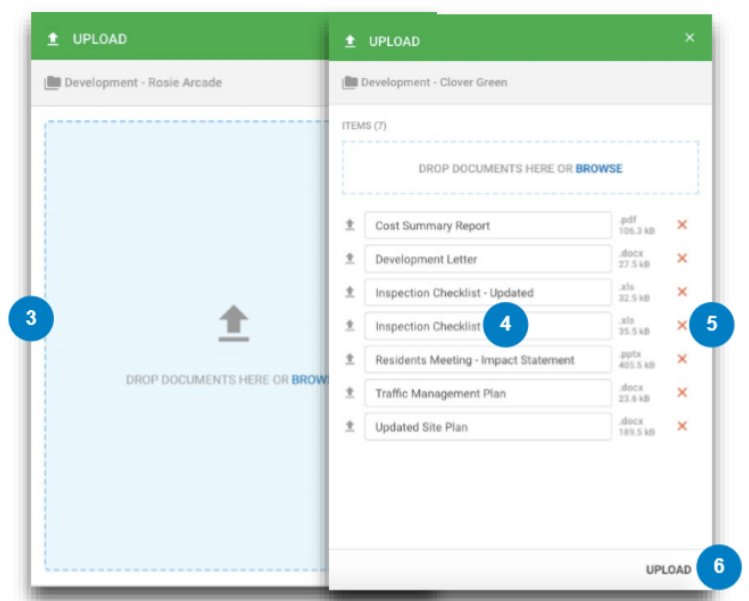 UPLOAD
Development - Rosie Arcade
3
DROP DOCUMENTS HERE OR BROWS
UPLOAD
Development - Clover Green
ITEMS (7)
DROP DOCUMENTS HERE OR BROWSE
Cost Summary Report .pdf
106.3 kB
Development Letter .docx
27.5 kB
Inspection Checklist - Updated .xls
32.5 kB
Inspection Checklist 4 .xls
35.5 kB
5
Residents Meeting - Impact Statement .pptx
405.5 kB
Traffic Management Plan .docx
23.6 kB
Updated Site Plan .docx
189.5 kB
UPLOAD 6